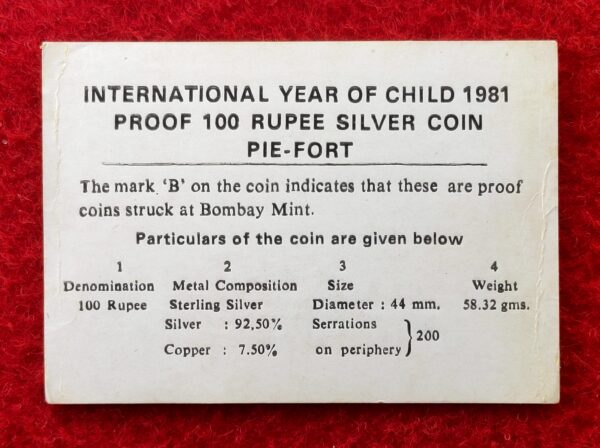 INTERNATIONAL YEAR OF CHILD 1981
PROOF 100 RUPEE SILVER COIN
PIE-FORT
The mark 'B' on the coin indicates that these are proof
coins struck at Bombay Mint.
Particulars of the coin are given below
1 2 3 4
Denomination Metal Composition Size Weight
100 Rupee Sterling Silver Diameter : 44 mm. 58.32 gms.
Silver : 92.50% Serrations
on periphery } 200
Copper : 7.50%